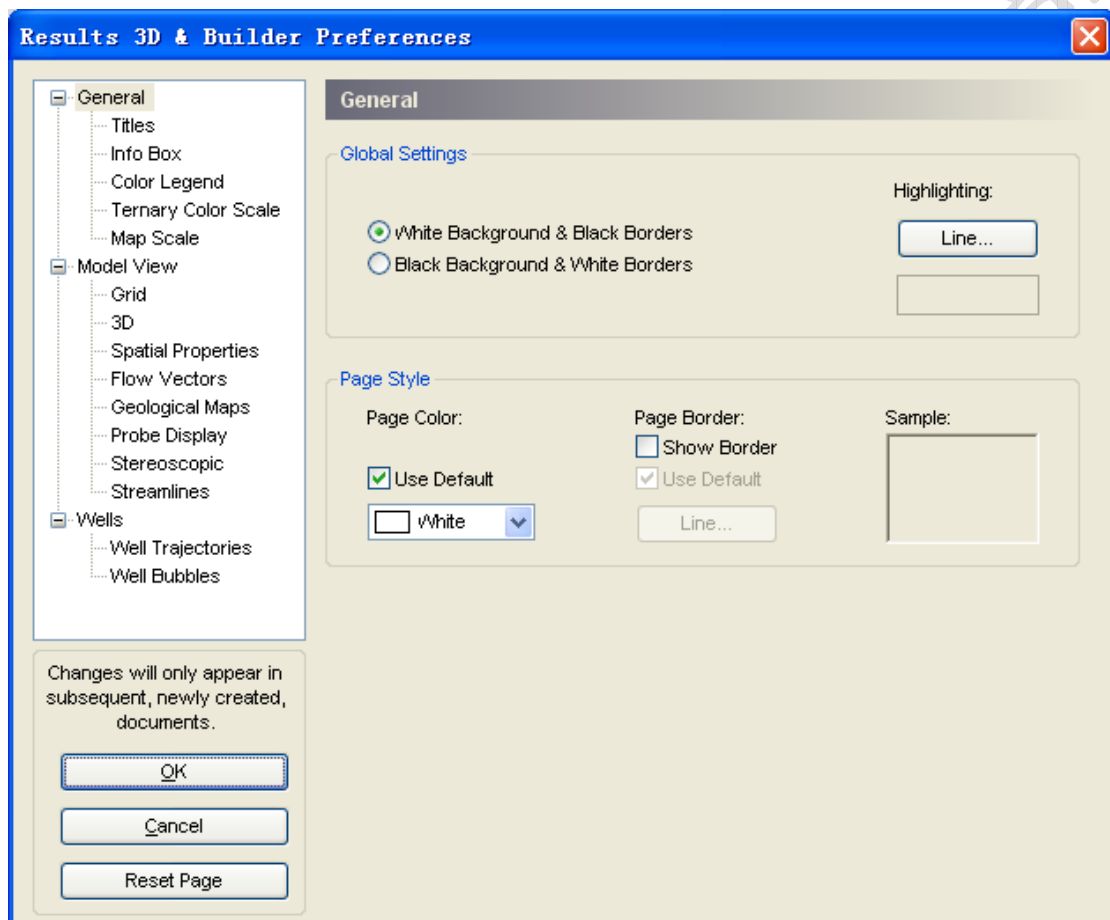 Results 3D & Builder Preferences
General
Titles
Info Box
Color Legend
Ternary Color Scale
Map Scale
Model View
Grid
3D
Spatial Properties
Flow Vectors
Geological Maps
Probe Display
Stereoscopic
Streamlines
Wells
Well Trajectories
Well Bubbles
Changes will only appear in
subsequent, newly created,
documents.
OK
Cancel
Reset Page
General
Global Settings
White Background & Black Borders
Black Background & White Borders
Highlighting:
Line...
Page Style
Page Color:
Use Default
White
Page Border:
Show Border
Use Default
Line...
Sample: